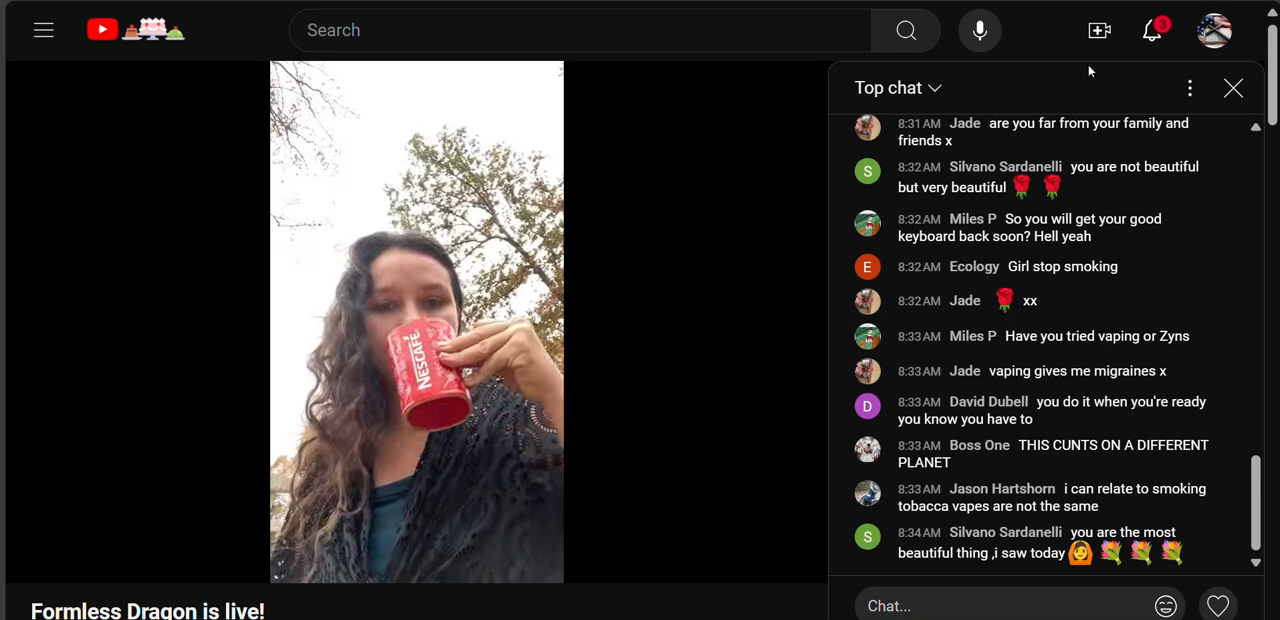 Search
3
Top chat
8:31 AM Jade are you far from your family and
friends x
S
8:32 AM Silvano Sardanelli you are not beautiful
but very beautiful
8:32 AM Miles P So you will get your good
keyboard back soon? Hell yeah
E
8:32 AM Ecology Girl stop smoking
8:32 AM Jade xx
8:33 AM Miles P Have you tried vaping or Zyns
8:33 AM Jade vaping gives me migraines x
D
8:33 AM David Dubell you do it when you're ready
you know you have to
8:33 AM Boss One THIS CUNTS ON A DIFFERENT
PLANET
8:33 AM Jason Hartshorn i can relate to smoking
tobacca vapes are not the same
S
8:34 AM Silvano Sardanelli you are the most
beautiful thing ,i saw today
Chat...
NESCAFÉ
Formless Dragon is live!